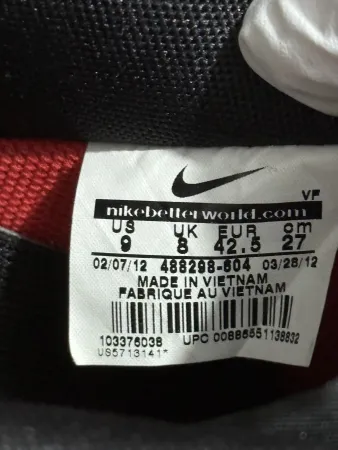 VF
nikebetterworld.com
US UK EUR cm
9 8 42.5 27
02/07/12 488298-604 03/28/12
MADE IN VIETNAM
FABRIQUE AU VIETNAM
103376038 UPC 00886551138832
US5713141*